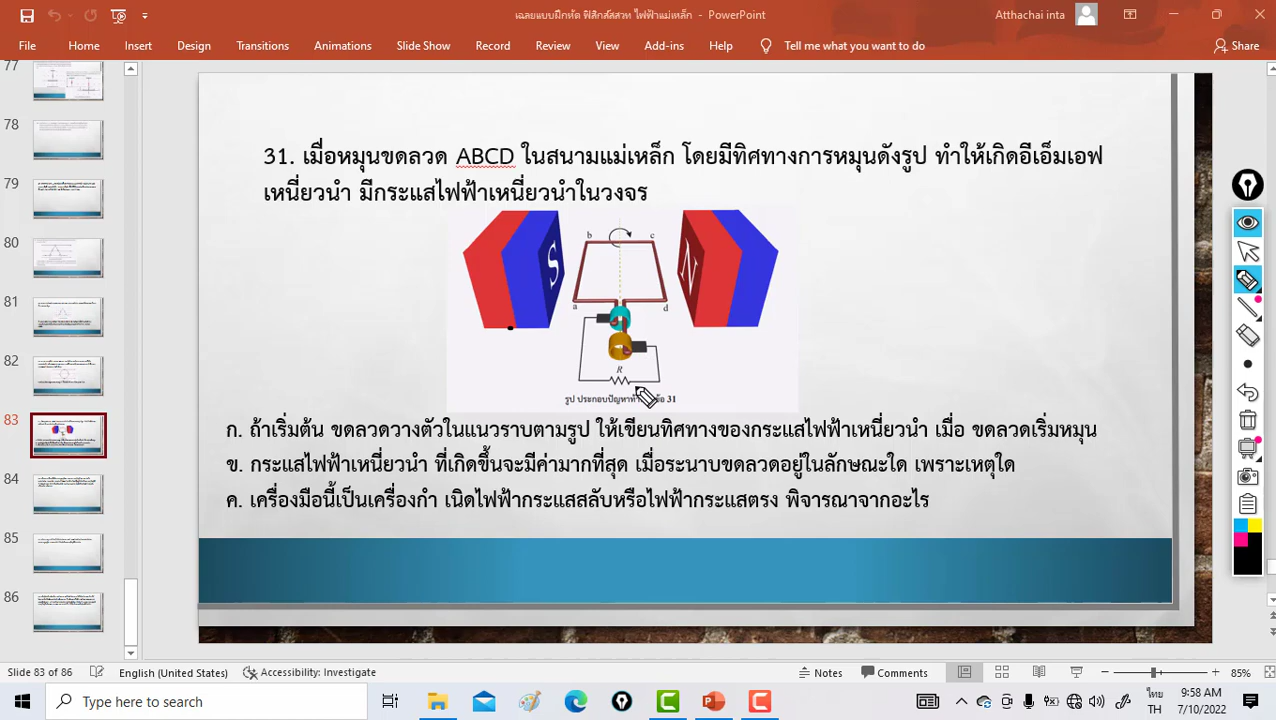 เฉลยแบบฝึกหัด ฟิสิกส์สสวท ไฟฟ้าแม่เหล็ก - PowerPoint
Atthachai inta
File Home Insert Design Transitions Animations Slide Show Record Review View Add-ins Help Tell me what you want to do Share
77
78
79
80
81
82
83
84
85
86
31. เมื่อหมุนขดลวด ABCD ในสนามแม่เหล็ก โดยมีทิศทางการหมุนดังรูป ทำให้เกิดอีเอ็มเอฟ
เหนี่ยวนำ มีกระแสไฟฟ้าเหนี่ยวนำในวงจร
b c
S N
a d
R
รูป ประกอบปัญหาท้ ข้อ 31
ก. ถ้าเริ่มต้น ขดลวดวางตัวในแนวราบตามรูป ให้เขียนทิศทางของกระแสไฟฟ้าเหนี่ยวนำ เมื่อ ขดลวดเริ่มหมุน
ข. กระแสไฟฟ้าเหนี่ยวนำ ที่เกิดขึ้นจะมีค่ามากที่สุด เมื่อระนาบขดลวดอยู่ในลักษณะใด เพราะเหตุใด
ค. เครื่องมือนี้เป็นเครื่องกำ เนิดไฟฟ้ากระแสสลับหรือไฟฟ้ากระแสตรง พิจารณาจากอะไร
Slide 83 of 86 English (United States) Accessibility: Investigate Notes Comments 85%
Type here to search
ไทย
TH
9:58 AM
7/10/2022